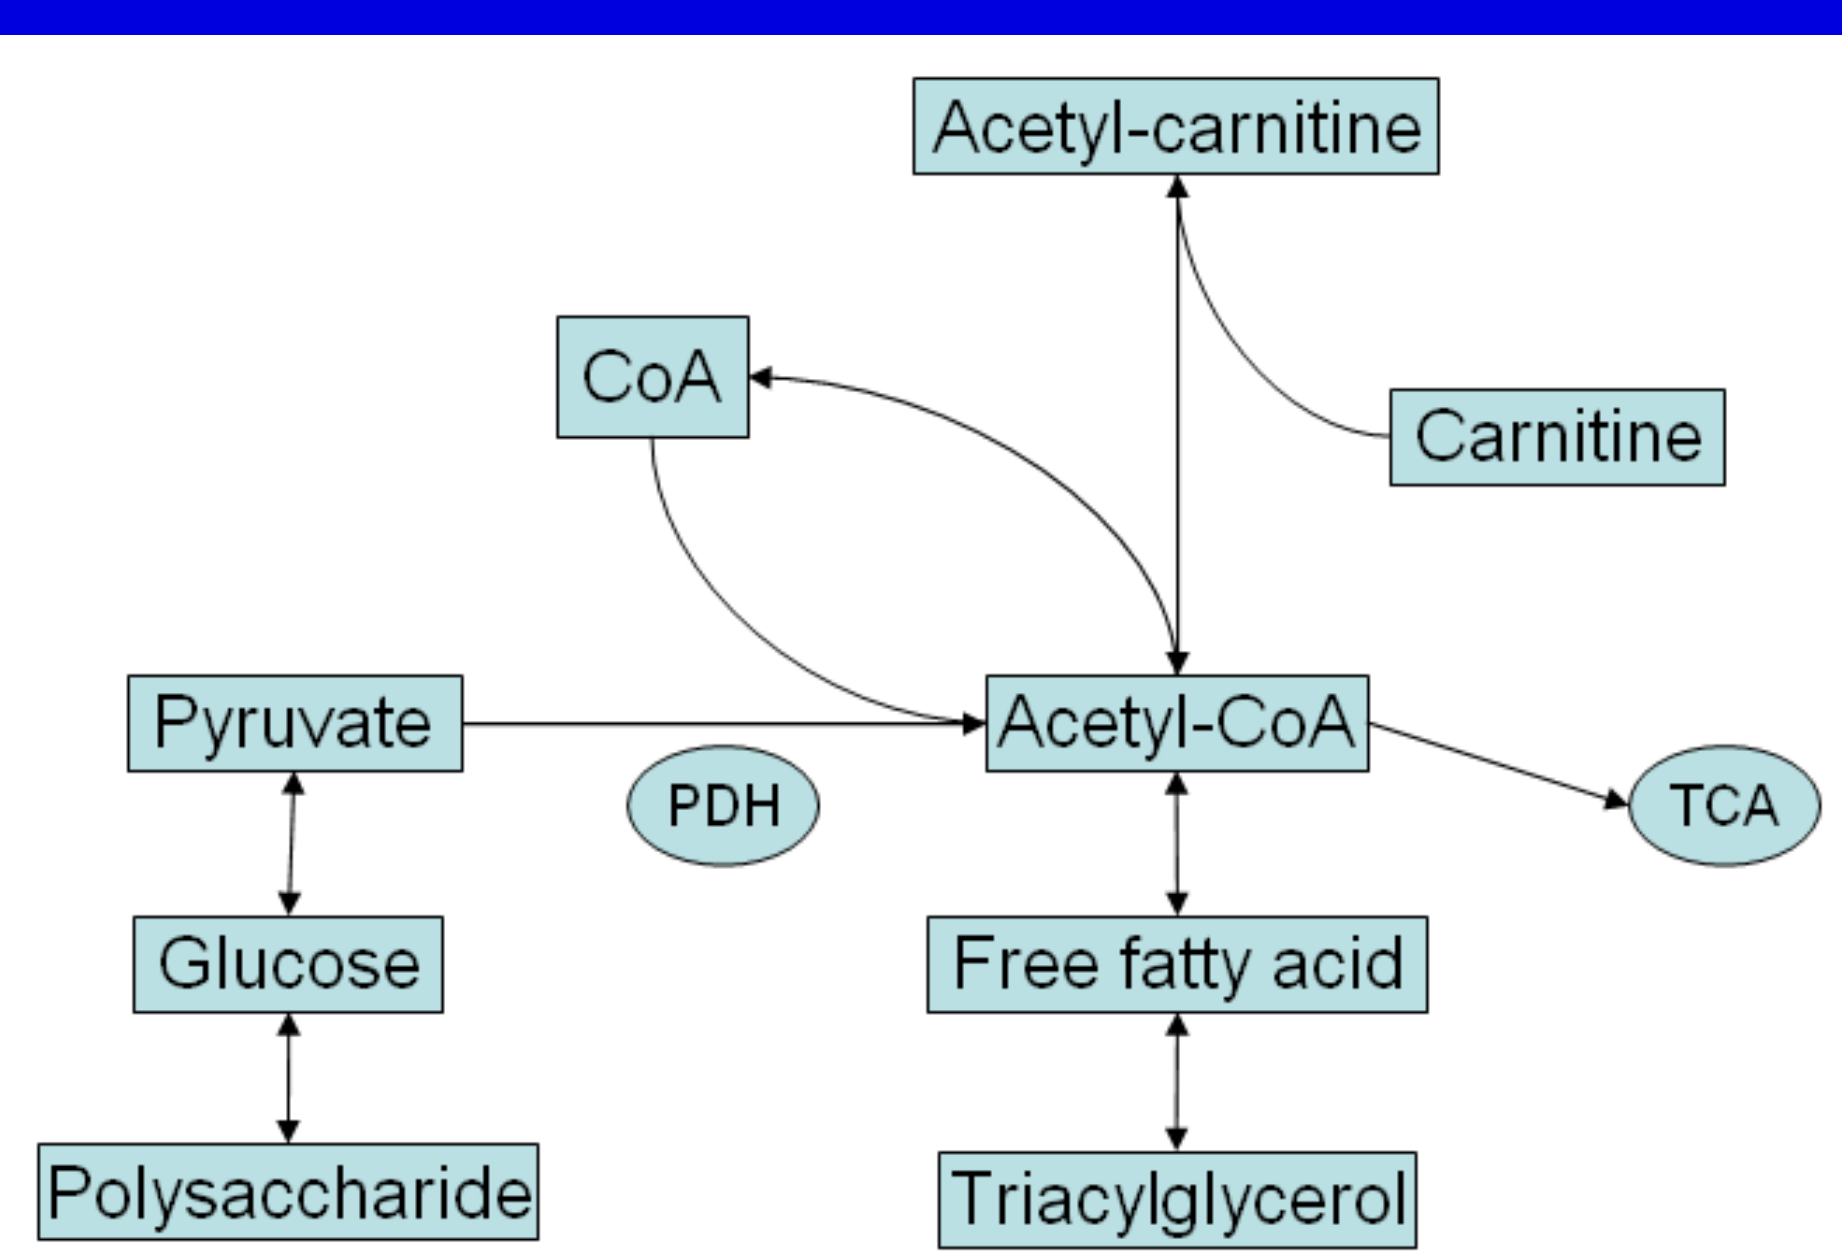 Acetyl-carnitine
CoA
Carnitine
Pyruvate
Acetyl-CoA
PDH
TCA
Glucose
Free fatty acid
Polysaccharide
Triacylglycerol